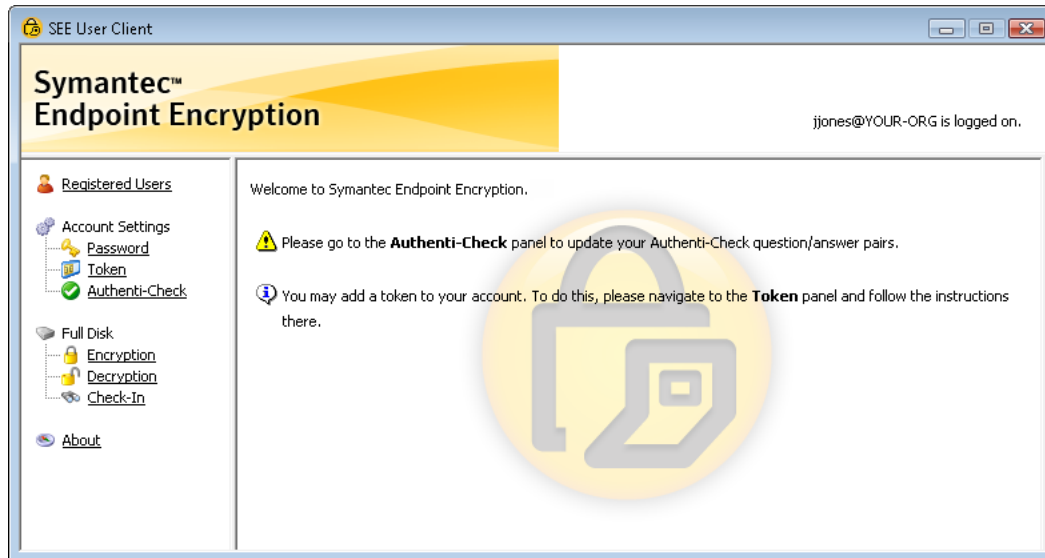 SEE User Client
Symantec™
Endpoint Encryption
jjones@YOUR-ORG is logged on.
Registered Users
Account Settings
Password
Token
Authenti-Check
Full Disk
Encryption
Decryption
Check-In
About
Welcome to Symantec Endpoint Encryption.
Please go to the Authenti-Check panel to update your Authenti-Check question/answer pairs.
You may add a token to your account. To do this, please navigate to the Token panel and follow the instructions
there.